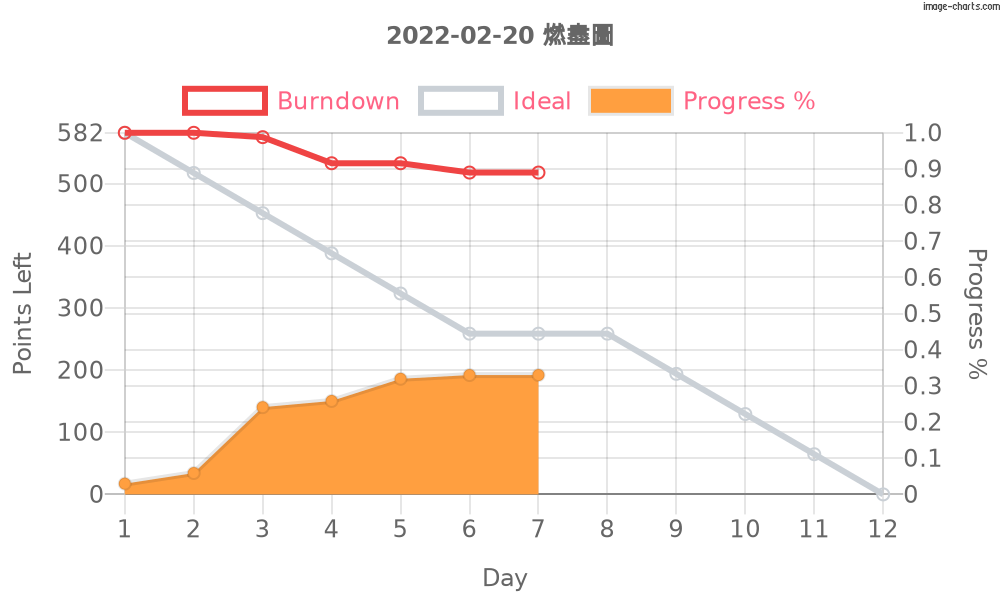 image-charts.com
2022-02-20 燃盡圖
Burndown Ideal Progress %
582 1.0
0.9
500
0.8
400 0.7
0.6
300 0.5
0.4
200
0.3
100 0.2
0.1
0 0
Points Left
Progress %
1 2 3 4 5 6 7 8 9 10 11 12
Day